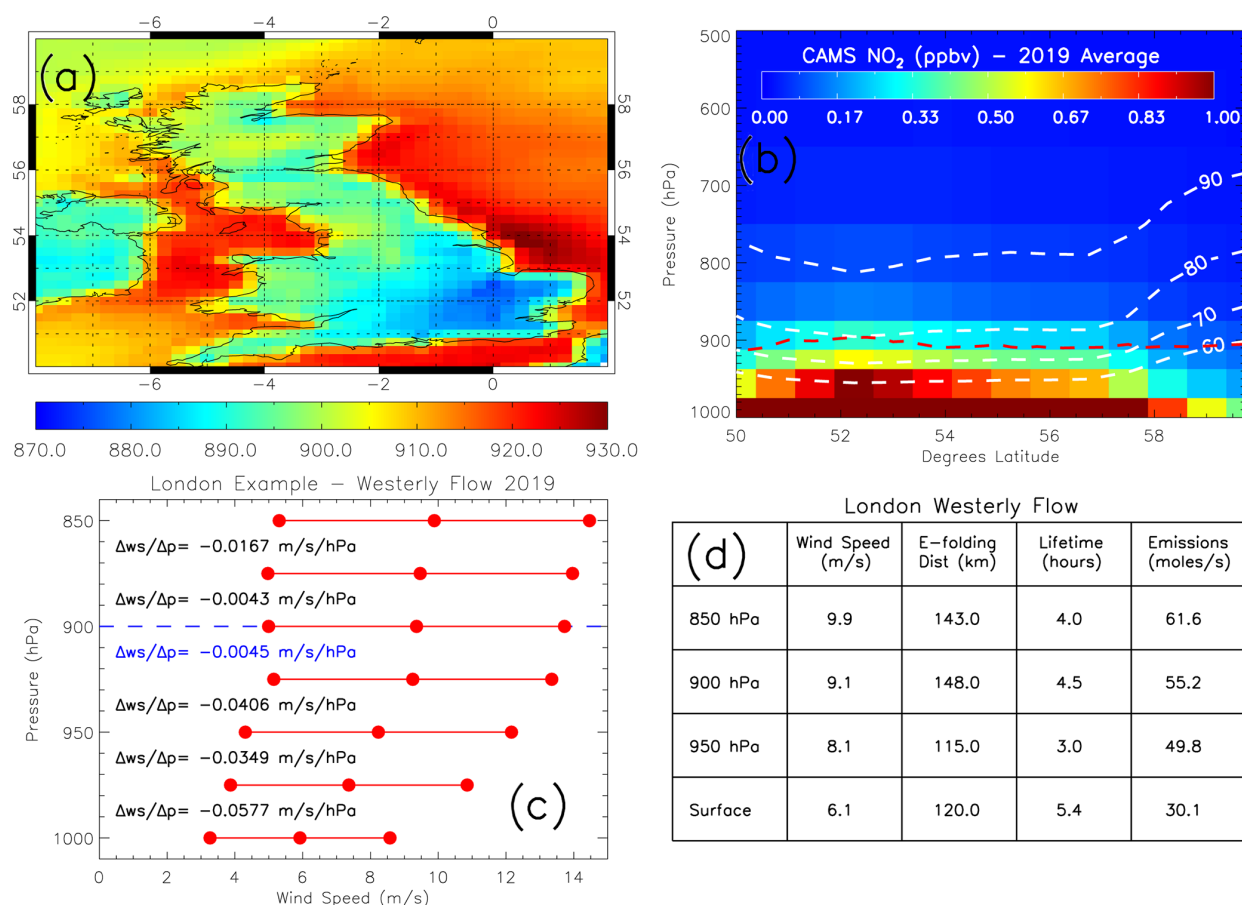 −6 −4 −2 0
(a)
58 58
56 56
54 54
52 52
−6 −4 −2 0
870.0 880.0 890.0 900.0 910.0 920.0 930.0
500
600
700
800
900
1000
Pressure (hPa)
CAMS NO₂ (ppbv) − 2019 Average
0.00 0.17 0.33 0.50 0.67 0.83 1.00
(b)
90
80
70
60
50 52 54 56 58
Degrees Latitude
London Example − Westerly Flow 2019
850
Δws/Δp= −0.0167 m/s/hPa
Δws/Δp= −0.0043 m/s/hPa
900
Δws/Δp= −0.0045 m/s/hPa
Δws/Δp= −0.0406 m/s/hPa
950
Δws/Δp= −0.0349 m/s/hPa
Δws/Δp= −0.0577 m/s/hPa
1000
Pressure (hPa)
(c)
0 2 4 6 8 10 12 14
Wind Speed (m/s)
London Westerly Flow
(d) Wind Speed (m/s) E−folding Dist (km) Lifetime (hours) Emissions (moles/s)
850 hPa 9.9 143.0 4.0 61.6
900 hPa 9.1 148.0 4.5 55.2
950 hPa 8.1 115.0 3.0 49.8
Surface 6.1 120.0 5.4 30.1